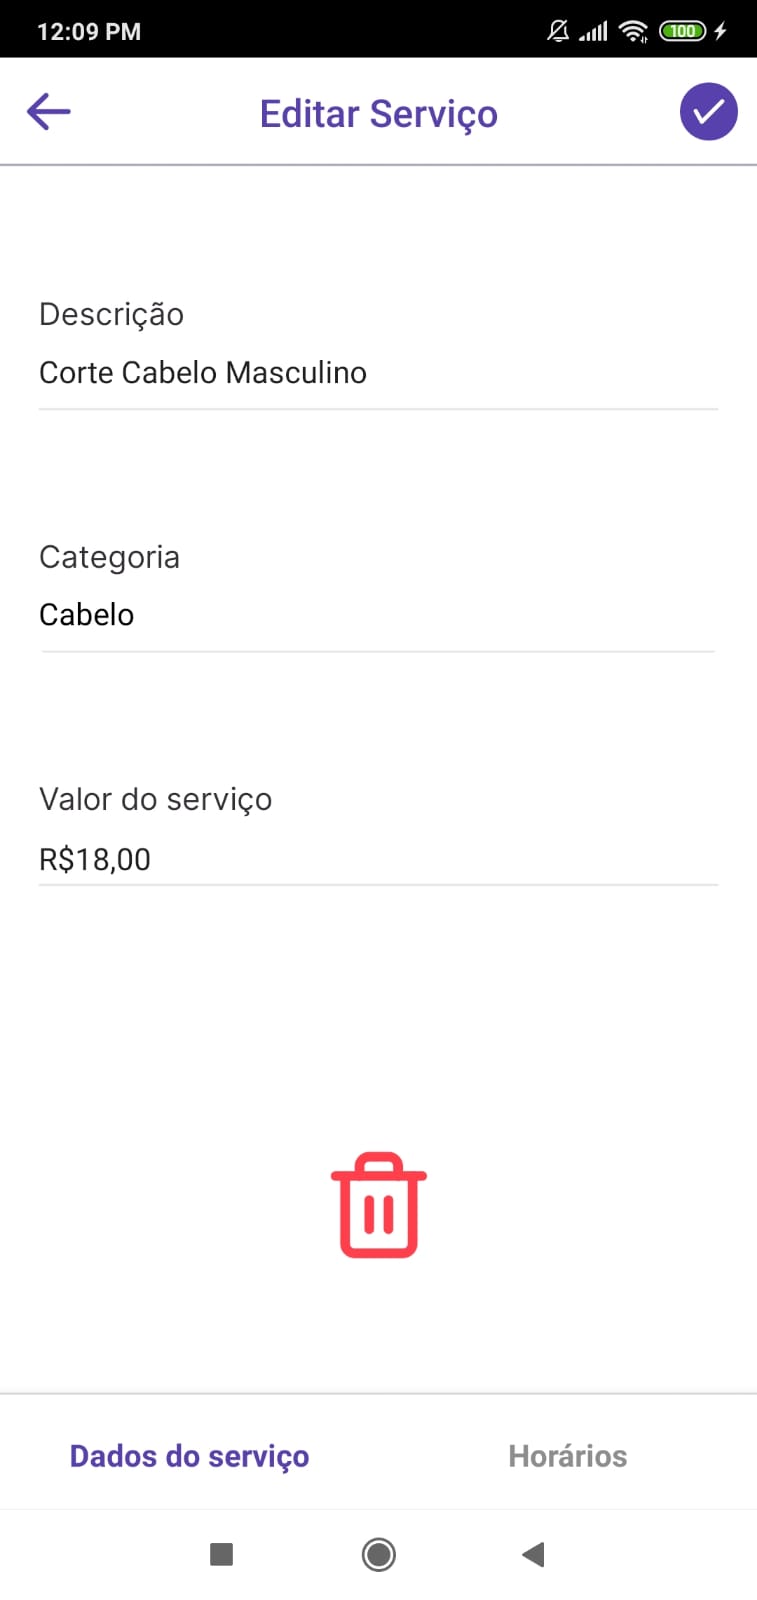 12:09 PM
100
Editar Serviço
Descrição
Corte Cabelo Masculino
Categoria
Cabelo
Valor do serviço
R$18,00
Dados do serviço
Horários